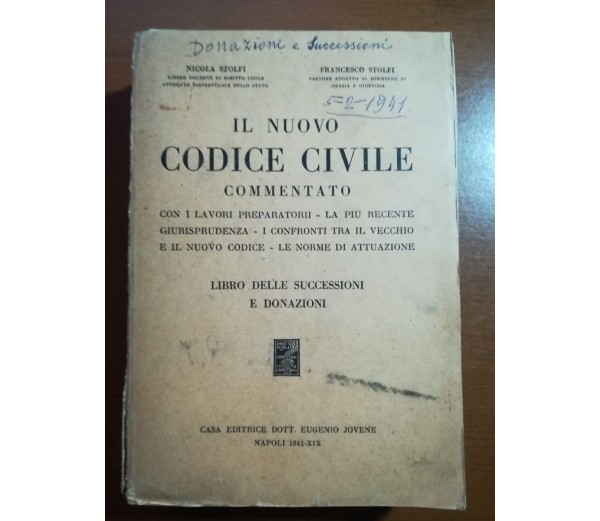 Donazioni e Successioni
NICOLA STOLFI
LIBERO DOCENTE DI DIRITTO CIVILE
AVVOCATO DISTRETTUALE DELLO STATO
FRANCESCO STOLFI
PRETORE ADDETTO AL MINISTERO DI
GRAZIA E GIUSTIZIA
5-2-1941
IL NUOVO
CODICE CIVILE
COMMENTATO
CON I LAVORI PREPARATORII - LA PIÙ RECENTE
GIURISPRUDENZA - I CONFRONTI TRA IL VECCHIO
E IL NUOVO CODICE - LE NORME DI ATTUAZIONE
LIBRO DELLE SUCCESSIONI
E DONAZIONI
CASA EDITRICE DOTT. EUGENIO JOVENE
NAPOLI 1941-XIX